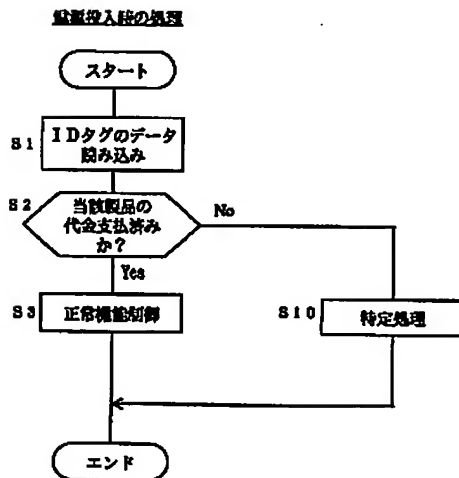 電源投入時の処理
スタート
S1
IDタグのデータ
読み込み
S2
当該製品の
代金支払済み
か?
No
Yes
S3
正常機能制御
S10
特定処理
エンド